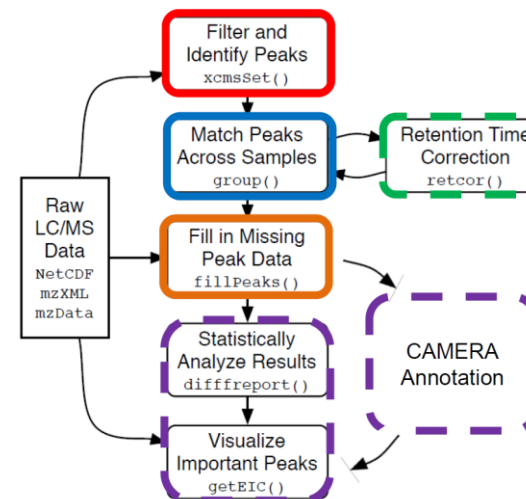 Filter and
Identify Peaks
xcmsSet()
Match Peaks
Across Samples
group()
Retention Time
Correction
retcor()
Raw
LC/MS
Data
NetCDF
mzXML
mzData
Fill in Missing
Peak Data
fillPeaks()
Statistically
Analyze Results
difffreport()
CAMERA
Annotation
Visualize
Important Peaks
getEIC()